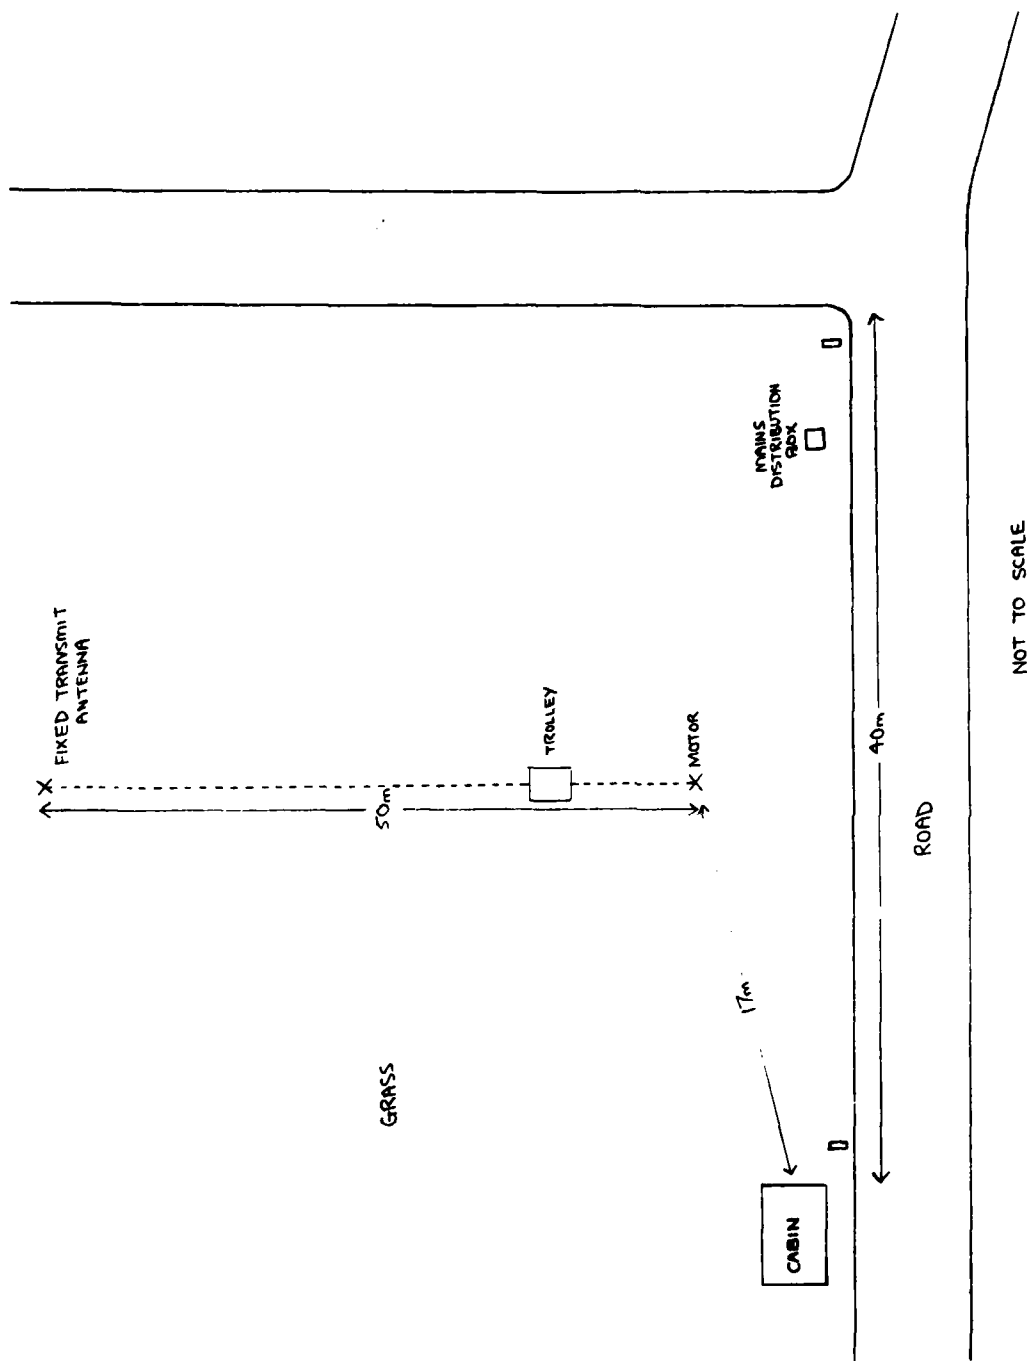 FIXED TRANSMIT
ANTENNA
GRASS
50m
TROLLEY
MOTOR
17m
MAINS
DISTRIBUTION
BOX
CABIN
40m
ROAD
NOT TO SCALE